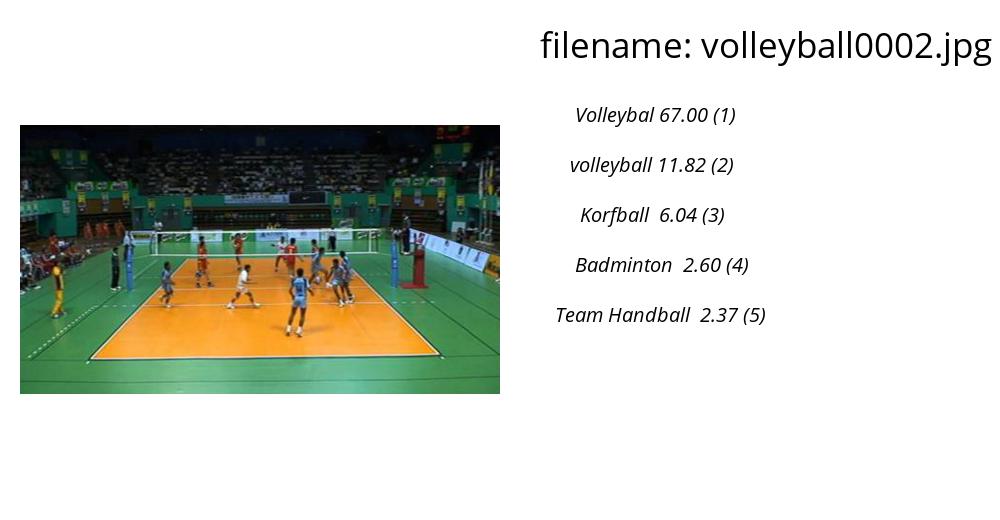 filename: volleyball0002.jpg
Volleybal 67.00 (1)
volleyball 11.82 (2)
Korfball 6.04 (3)
Badminton 2.60 (4)
Team Handball 2.37 (5)